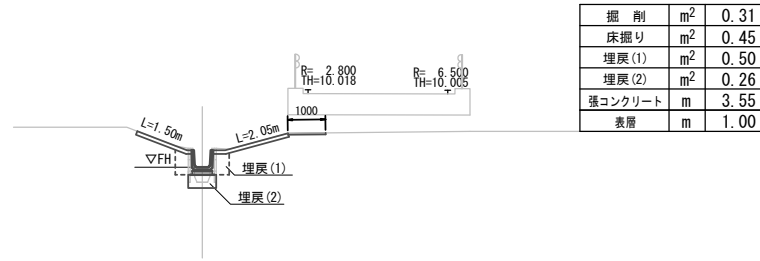 掘　削 m2 0.31
床掘り m2 0.45
埋戻(1) m2 0.50
埋戻(2) m2 0.26
張コンクリート m 3.55
表層 m 1.00
R= 2.800
TH=10.018
R= 6.500
TH=10.005
1000
L=1.50m
L=2.05m
▽FH
埋戻(1)
埋戻(2)